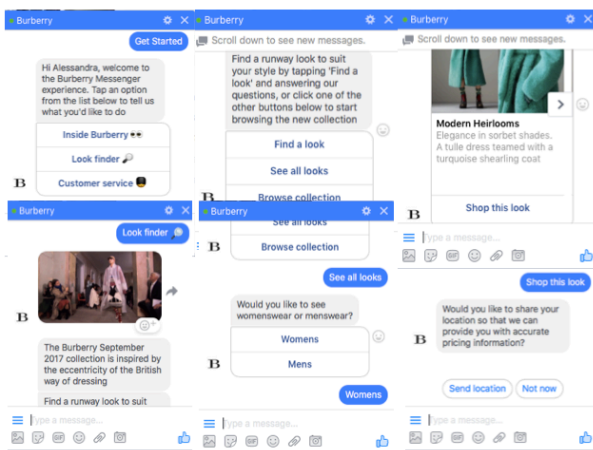 Burberry
Get Started
Hi Alessandra, welcome to
the Burberry Messenger
experience. Tap an option
from the list below to tell us
what you'd like to do
Inside Burberry 👀
Look finder 🔎
B
Customer service 💂
Burberry
Look finder 🔎
B
The Burberry September
2017 collection is inspired by
the eccentricity of the British
way of dressing
Find a runway look to suit
Type a message...
GIF
Burberry
Scroll down to see new messages.
Find a runway look to suit
your style by tapping 'Find a
look' and answering our
questions, or click one of the
other buttons below to start
browsing the new collection
Find a look
See all looks
B
Browse collection
Burberry
See all looks
B
Browse collection
See all looks
Would you like to see
womenswear or menswear?
Womens
B
Mens
Womens
Type a message...
GIF
Burberry
Scroll down to see new messages.
Modern Heirlooms
Elegance in sorbet shades.
A tulle dress teamed with a
turquoise shearling coat
Shop this look
B
Type a message...
GIF
Shop this look
Would you like to share your
location so that we can
provide you with accurate
pricing information?
B
Send location
Not now
Type a message...
GIF